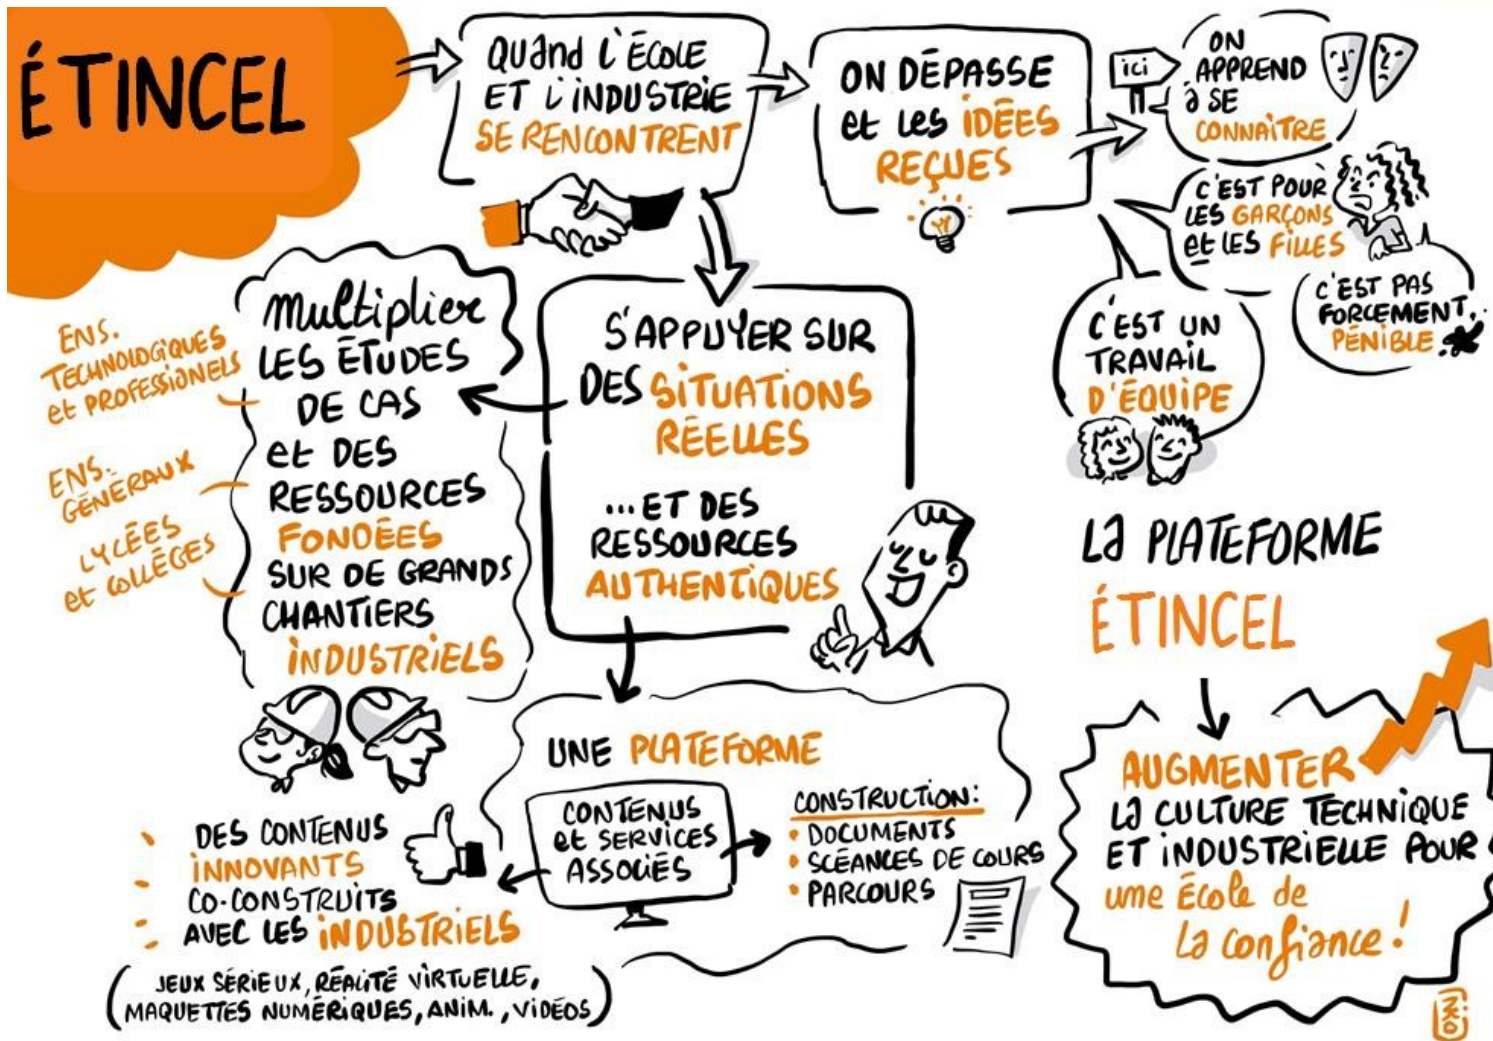 ÉTINCEL
QUAND L'ÉCOLE
ET L'INDUSTRIE
SE RENCONTRENT
ON DÉPASSE
et LES IDÉES
REÇUES
ici
ON
APPREND
à SE
CONNAÎTRE
C'EST POUR
LES GARÇONS
et LES FILLES
C'EST PAS
FORCEMENT
PÉNIBLE
C'EST UN
TRAVAIL
D'ÉQUIPE
S'APPUYER SUR
DES SITUATIONS
RÉELLES
...ET DES
RESSOURCES
AUTHENTIQUES
multiplier
LES ÉTUDES
DE CAS
et DES
RESSOURCES
FONDÉES
SUR DE GRANDS
CHANTIERS
INDUSTRIELS
ENS.
TECHNOLOGIQUES
et PROFESSIONELS
ENS.
GÉNÉRAUX
LYCÉES
et COLLÈGES
UNE PLATEFORME
CONTENUS
et SERVICES
ASSOCIÉS
CONSTRUCTION:
• DOCUMENTS
• SCÉANCES DE COURS
• PARCOURS
DES CONTENUS
INNOVANTS
CO-CONSTRUITS
AVEC LES INDUSTRIELS
(JEUX SÉRIEUX, RÉALITÉ VIRTUELLE,
MAQUETTES NUMÉRIQUES, ANIM., VIDÉOS)
LA PLATEFORME
ÉTINCEL
AUGMENTER
LA CULTURE TECHNIQUE
ET INDUSTRIELLE POUR
une École de
la confiance!